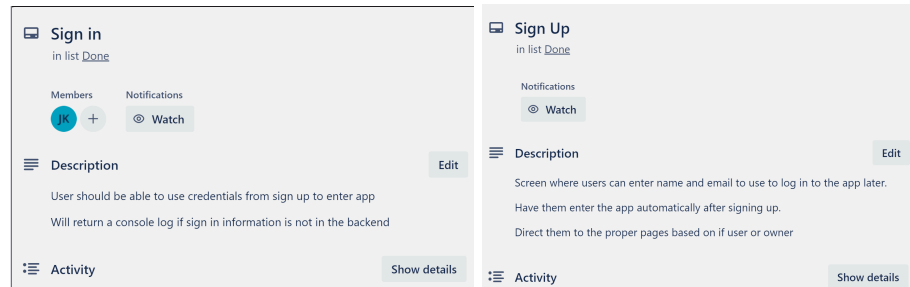 Sign in
in list Done
Members
Notifications
JK
+
Watch
Description
Edit
User should be able to use credentials from sign up to enter app
Will return a console log if sign in information is not in the backend
Activity
Show details
Sign Up
in list Done
Notifications
Watch
Description
Edit
Screen where users can enter name and email to use to log in to the app later.
Have them enter the app automatically after signing up.
Direct them to the proper pages based on if user or owner
Activity
Show details